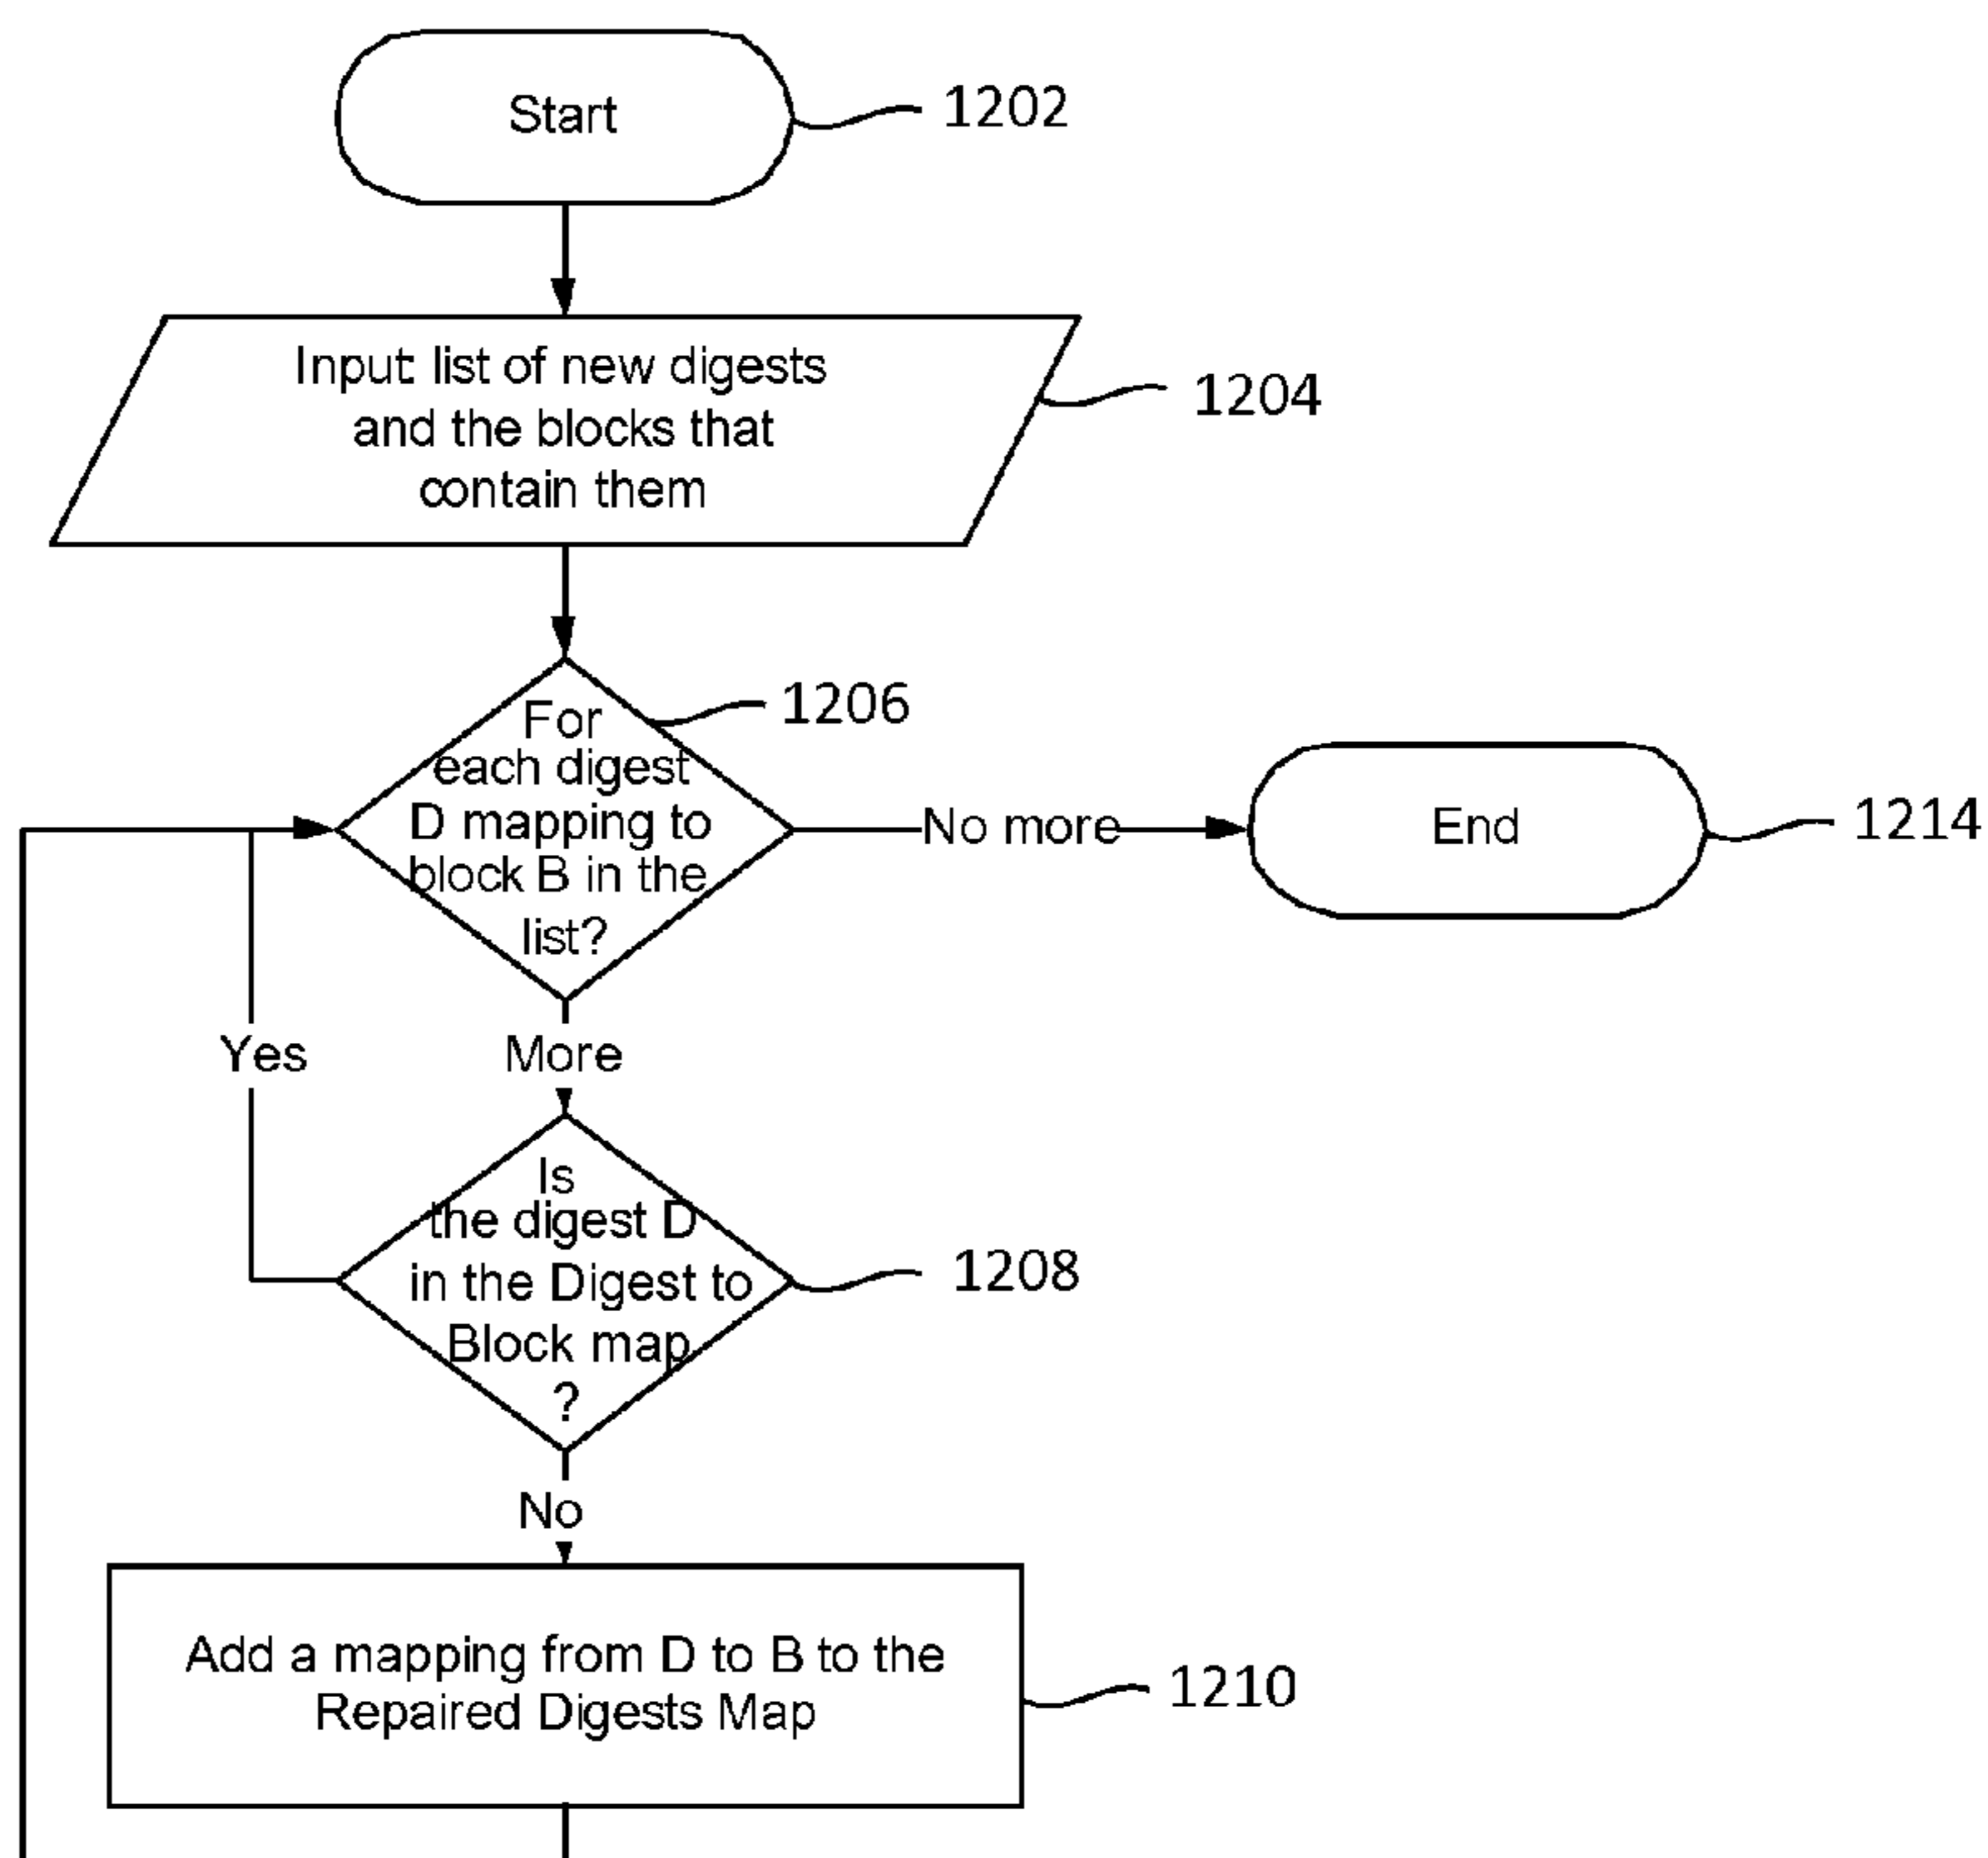 Start
1202
Input list of new digests
and the blocks that
contain them
1204
For
each digest
D mapping to
block B in the
list?
1206
No more
End
1214
Yes
More
Is
the digest D
in the Digest to
Block map
?
1208
No
Add a mapping from D to B to the
Repaired Digests Map
1210